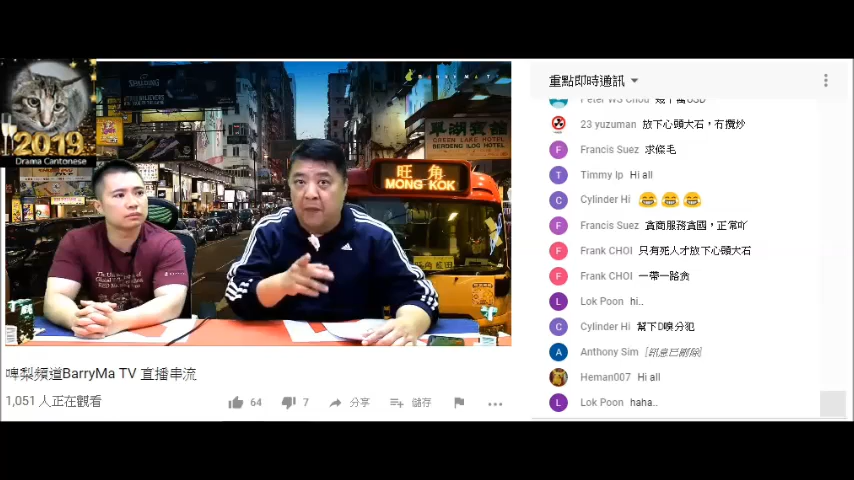 2019
Drama Cantonese
SPALDING
BARRYMA TV
翠湖賓館
GREEN LAKE HOTEL
旺角
MONG KOK
啤梨頻道BarryMa TV 直播串流
1,051 人正在觀看
64
7
分享
儲存
重點即時通訊
23 yuzuman 放下心頭大石,冇攬炒
Francis Suez 求條毛
Timmy Ip Hi all
Cylinder Hi 😂 😂 😂
Francis Suez 貪商服務貪國,正常吖
Frank CHOI 只有死人才放下心頭大石
Frank CHOI 一帶一路貪
Lok Poon hi..
Cylinder Hi 幫下D嗅分犯
Anthony Sim [訊息已刪除]
Heman007 Hi all
Lok Poon haha..